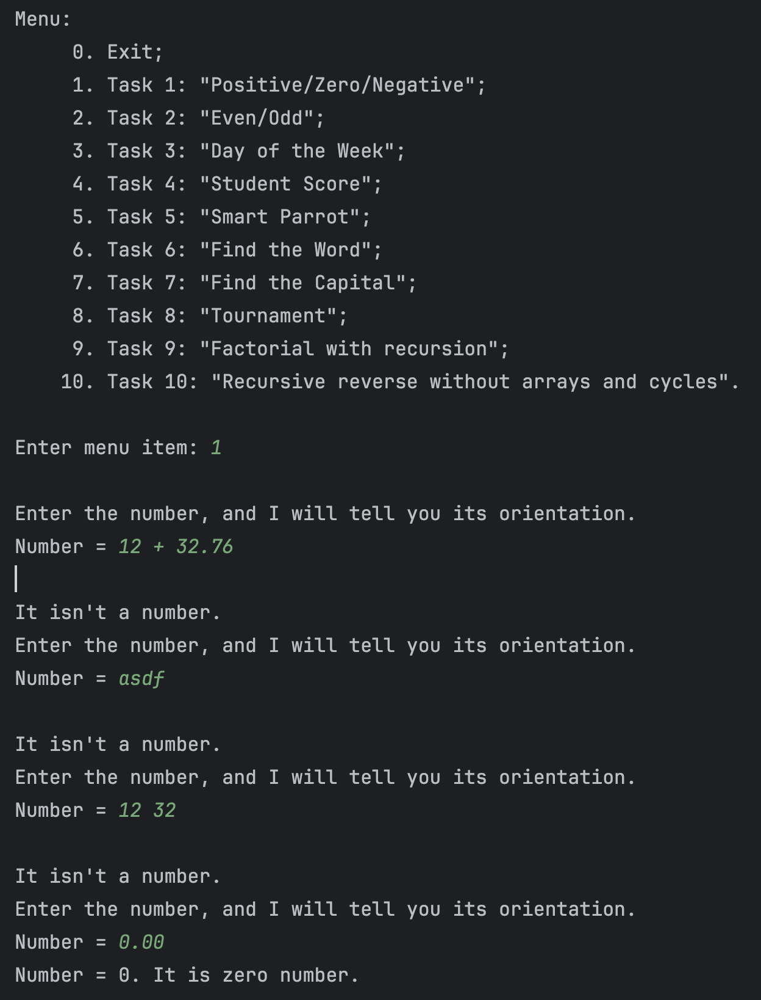 Menu:
0. Exit;
1. Task 1: "Positive/Zero/Negative";
2. Task 2: "Even/Odd";
3. Task 3: "Day of the Week";
4. Task 4: "Student Score";
5. Task 5: "Smart Parrot";
6. Task 6: "Find the Word";
7. Task 7: "Find the Capital";
8. Task 8: "Tournament";
9. Task 9: "Factorial with recursion";
10. Task 10: "Recursive reverse without arrays and cycles".
Enter menu item: 1
Enter the number, and I will tell you its orientation.
Number = 12 + 32.76
It isn't a number.
Enter the number, and I will tell you its orientation.
Number = asdf
It isn't a number.
Enter the number, and I will tell you its orientation.
Number = 12 32
It isn't a number.
Enter the number, and I will tell you its orientation.
Number = 0.00
Number = 0. It is zero number.